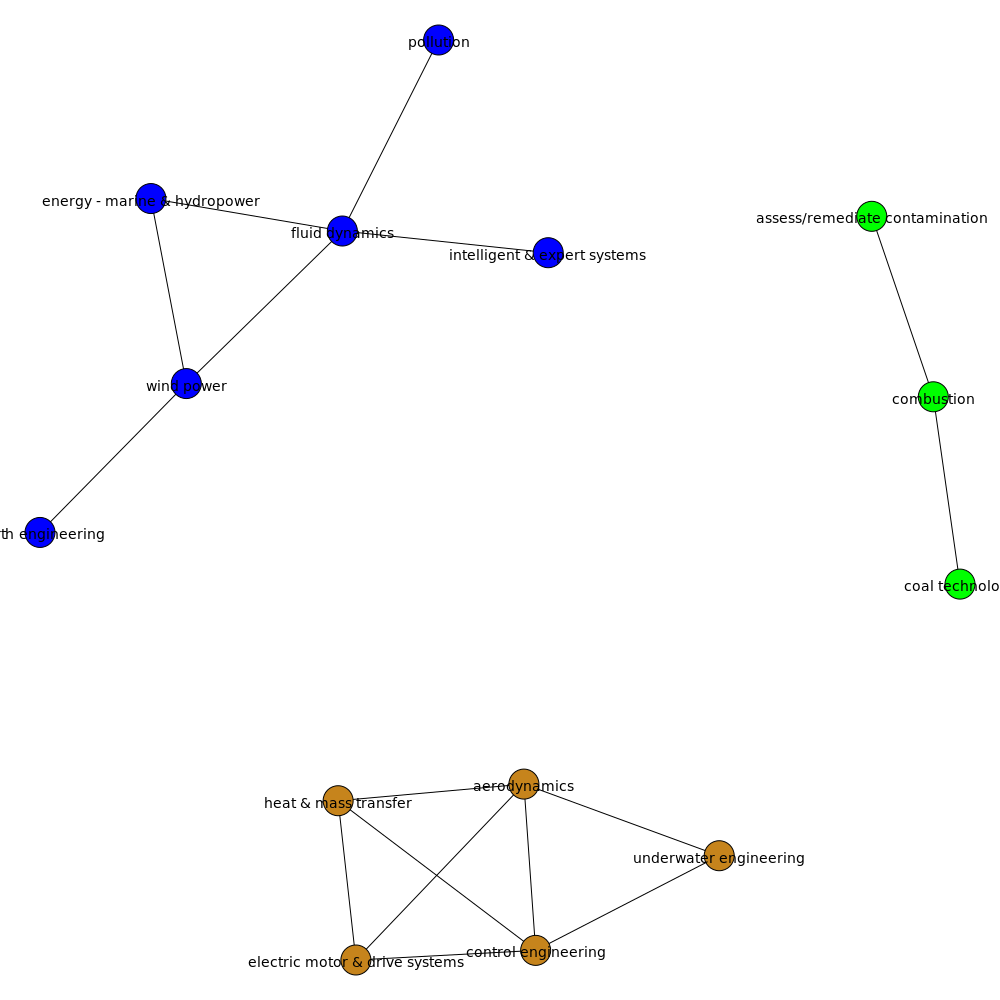 pollution
energy - marine & hydropower
assess/remediate contamination
fluid dynamics
intelligent & expert systems
wind power
combustion
th engineering
coal technolo
aerodynamics
heat & mass transfer
underwater engineering
control engineering
electric motor & drive systems